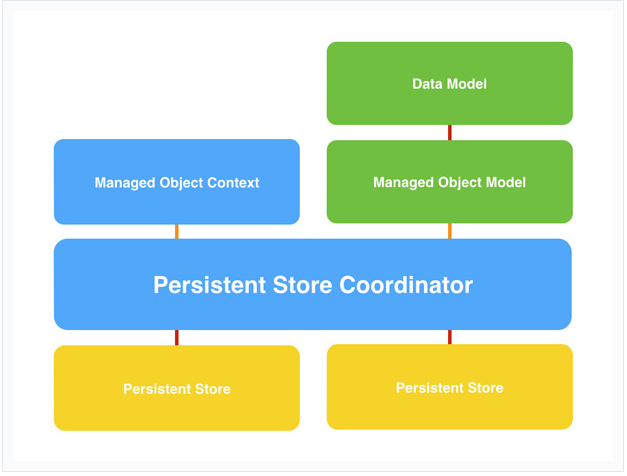 Data Model
Managed Object Context
Managed Object Model
Persistent Store Coordinator
Persistent Store
Persistent Store